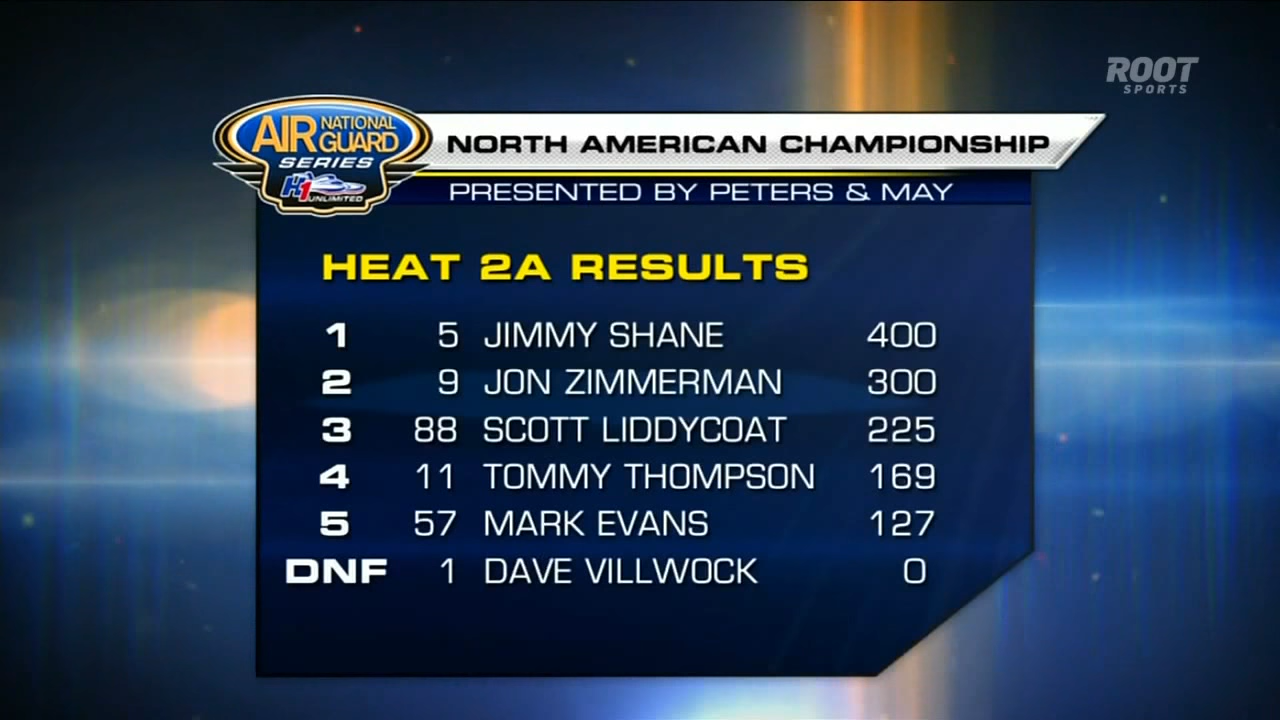 ROOT
SPORTS
AIR NATIONAL GUARD
SERIES
H1 UNLIMITED
NORTH AMERICAN CHAMPIONSHIP
PRESENTED BY PETERS & MAY
HEAT 2A RESULTS
1 5 JIMMY SHANE 400
2 9 JON ZIMMERMAN 300
3 88 SCOTT LIDDYCOAT 225
4 11 TOMMY THOMPSON 169
5 57 MARK EVANS 127
DNF 1 DAVE VILLWOCK 0